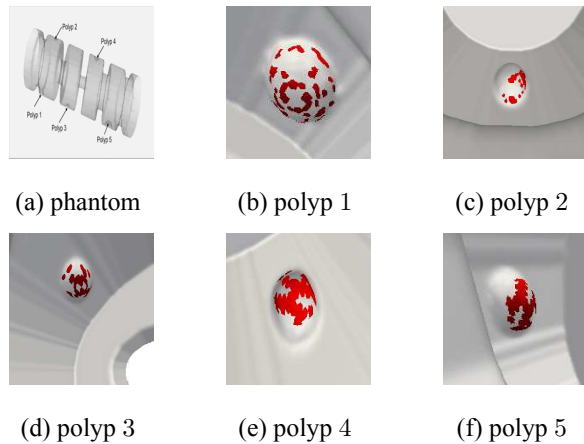 Polyp 2
Polyp 4
Polyp 1
Polyp 3
Polyp 5
(a) phantom
(b) polyp 1
(c) polyp 2
(d) polyp 3
(e) polyp 4
(f) polyp 5